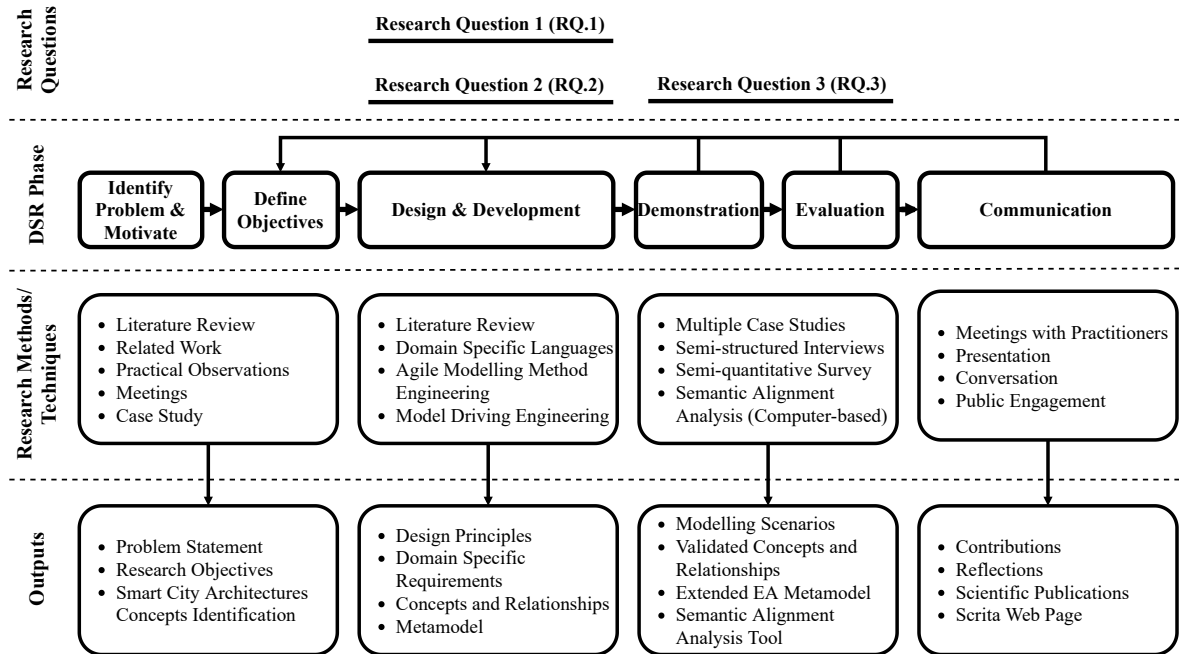 Research Questions
Research Question 1 (RQ.1)
Research Question 2 (RQ.2)
Research Question 3 (RQ.3)
DSR Phase
Identify
Problem &
Motivate
Define
Objectives
Design & Development
Demonstration
Evaluation
Communication
Research Methods/
Techniques
• Literature Review
• Related Work
• Practical Observations
• Meetings
• Case Study
• Literature Review
• Domain Specific Languages
• Agile Modelling Method
Engineering
• Model Driving Engineering
• Multiple Case Studies
• Semi-structured Interviews
• Semi-quantitative Survey
• Semantic Alignment
Analysis (Computer-based)
• Meetings with Practitioners
• Presentation
• Conversation
• Public Engagement
Outputs
• Problem Statement
• Research Objectives
• Smart City Architectures
Concepts Identification
• Design Principles
• Domain Specific
Requirements
• Concepts and Relationships
• Metamodel
• Modelling Scenarios
• Validated Concepts and
Relationships
• Extended EA Metamodel
• Semantic Alignment
Analysis Tool
• Contributions
• Reflections
• Scientific Publications
• Scrita Web Page